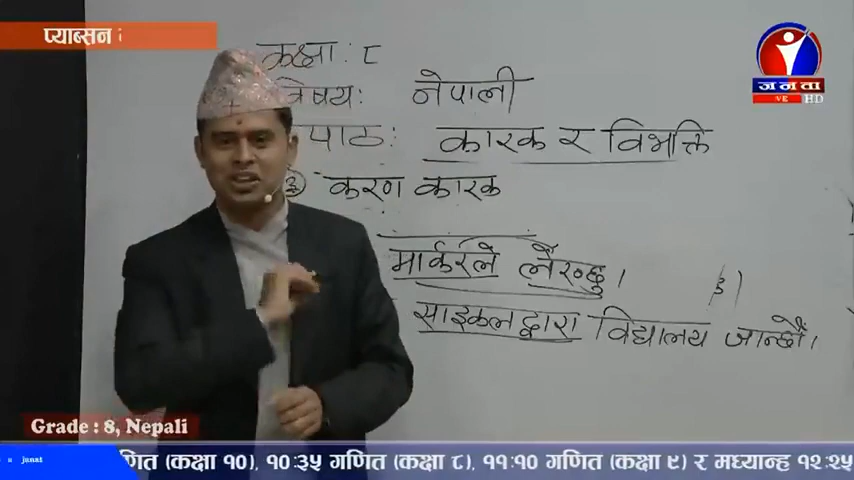 प्याब्सन
कक्षा: ८
विषय: नेपाली
पाठ: कारक र विभक्ति
३ करण कारक
मार्करले लेख्छु ।
साइकलद्वारा विद्यालय जान्छौं।
जनता
HD
Grade : 8, Nepali
णित (कक्षा १०), १०:३५ गणित (कक्षा ८), ११:१० गणित (कक्षा ९) र मध्यान्ह १२:२५